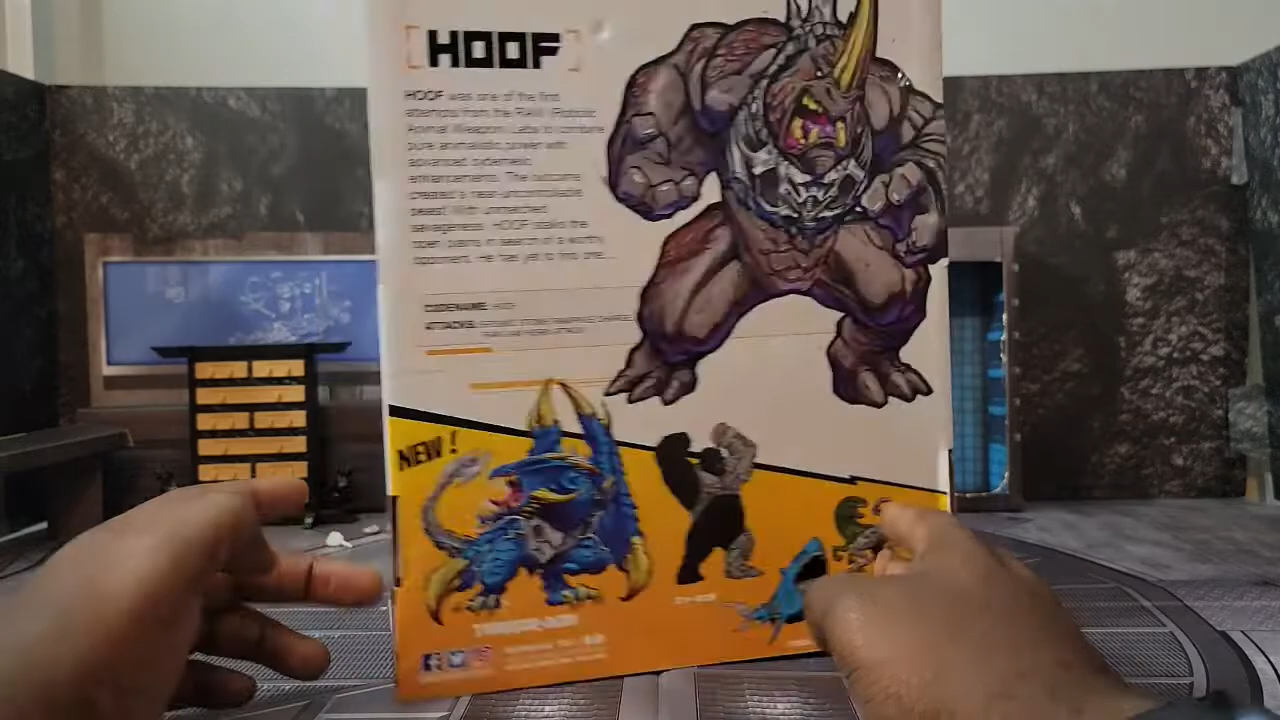 [HOOF]
HOOF was one of the first
attempts from the R.A.W. (Robotic
Animal Weapon) Labs to combine
pure animalistic power with
advanced cybernetic
enhancements. The outcome
created a near uncontrollable
beast! With unmatched
savageness, HOOF stalks the
open plains in search of a worthy
opponent. He has yet to find one...
CODENAME: HOOF
ATTACKS:
NEW!